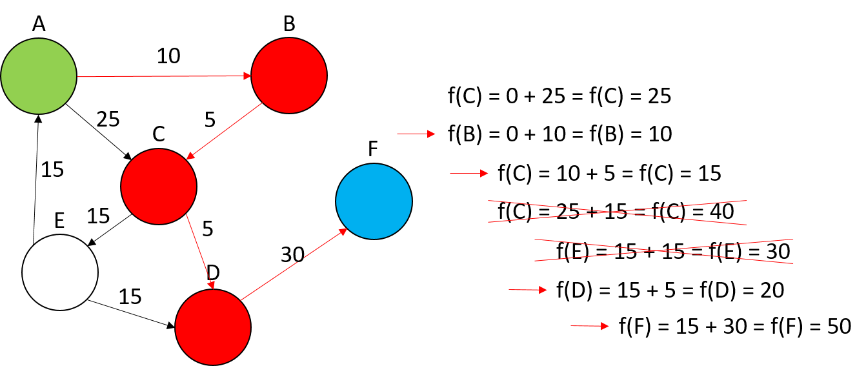 A
B
10
25
5
C
F
15
E
15
5
30
D
15
f(C) = 0 + 25 = f(C) = 25
f(B) = 0 + 10 = f(B) = 10
f(C) = 10 + 5 = f(C) = 15
f(C) = 25 + 15 = f(C) = 40
f(E) = 15 + 15 = f(E) = 30
f(D) = 15 + 5 = f(D) = 20
f(F) = 15 + 30 = f(F) = 50